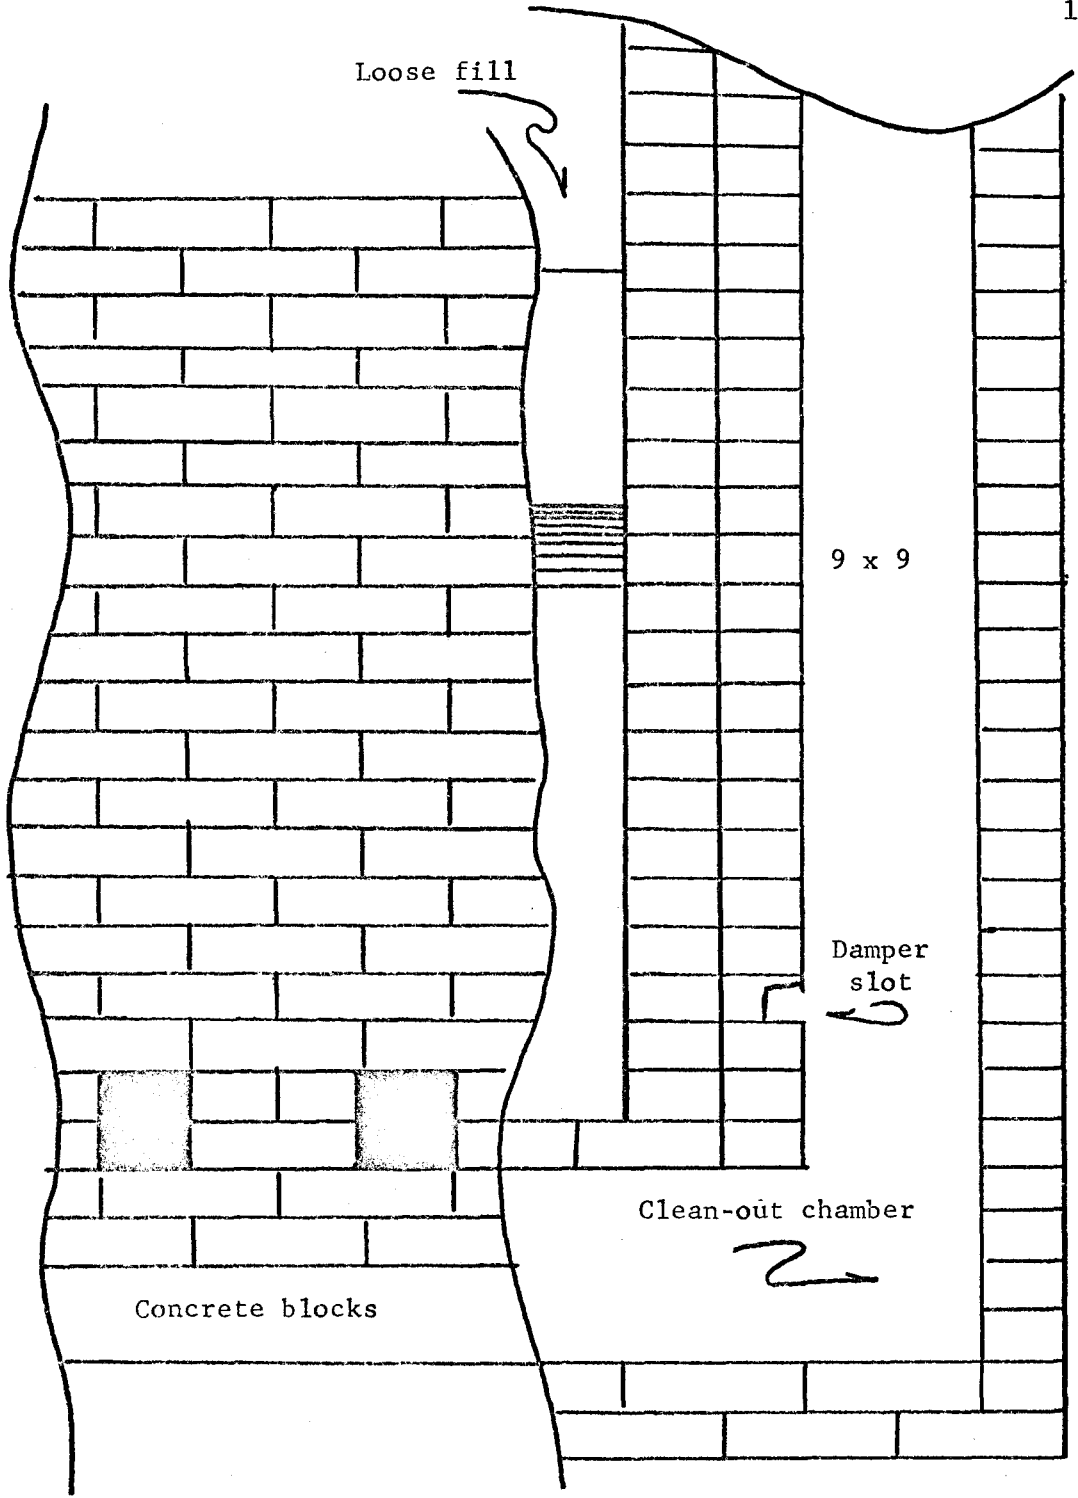 1
Loose fill
9 x 9
Damper
slot
Clean-out chamber
Concrete blocks